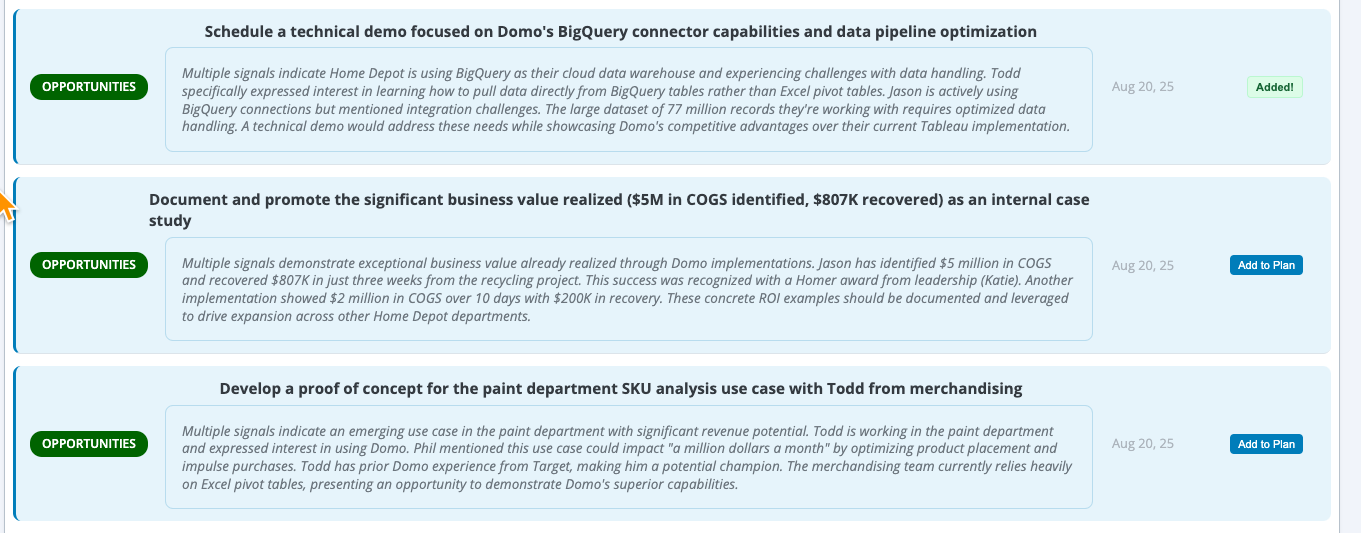 Schedule a technical demo focused on Domo's BigQuery connector capabilities and data pipeline optimization
OPPORTUNITIES
Multiple signals indicate Home Depot is using BigQuery as their cloud data warehouse and experiencing challenges with data handling. Todd
specifically expressed interest in learning how to pull data directly from BigQuery tables rather than Excel pivot tables. Jason is actively using
BigQuery connections but mentioned integration challenges. The large dataset of 77 million records they're working with requires optimized data
handling. A technical demo would address these needs while showcasing Domo's competitive advantages over their current Tableau implementation.
Aug 20, 25
Added!
Document and promote the significant business value realized ($5M in COGS identified, $807K recovered) as an internal case
study
OPPORTUNITIES
Multiple signals demonstrate exceptional business value already realized through Domo implementations. Jason has identified $5 million in COGS
and recovered $807K in just three weeks from the recycling project. This success was recognized with a Homer award from leadership (Katie). Another
implementation showed $2 million in COGS over 10 days with $200K in recovery. These concrete ROI examples should be documented and leveraged
to drive expansion across other Home Depot departments.
Aug 20, 25
Add to Plan
Develop a proof of concept for the paint department SKU analysis use case with Todd from merchandising
OPPORTUNITIES
Multiple signals indicate an emerging use case in the paint department with significant revenue potential. Todd is working in the paint department
and expressed interest in using Domo. Phil mentioned this use case could impact "a million dollars a month" by optimizing product placement and
impulse purchases. Todd has prior Domo experience from Target, making him a potential champion. The merchandising team currently relies heavily
on Excel pivot tables, presenting an opportunity to demonstrate Domo's superior capabilities.
Aug 20, 25
Add to Plan